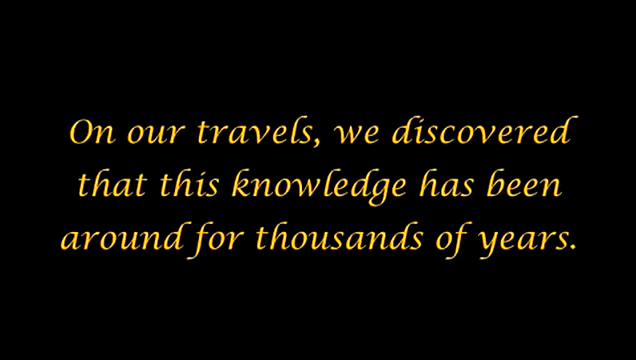 On our travels, we discovered
that this knowledge has been
around for thousands of years.